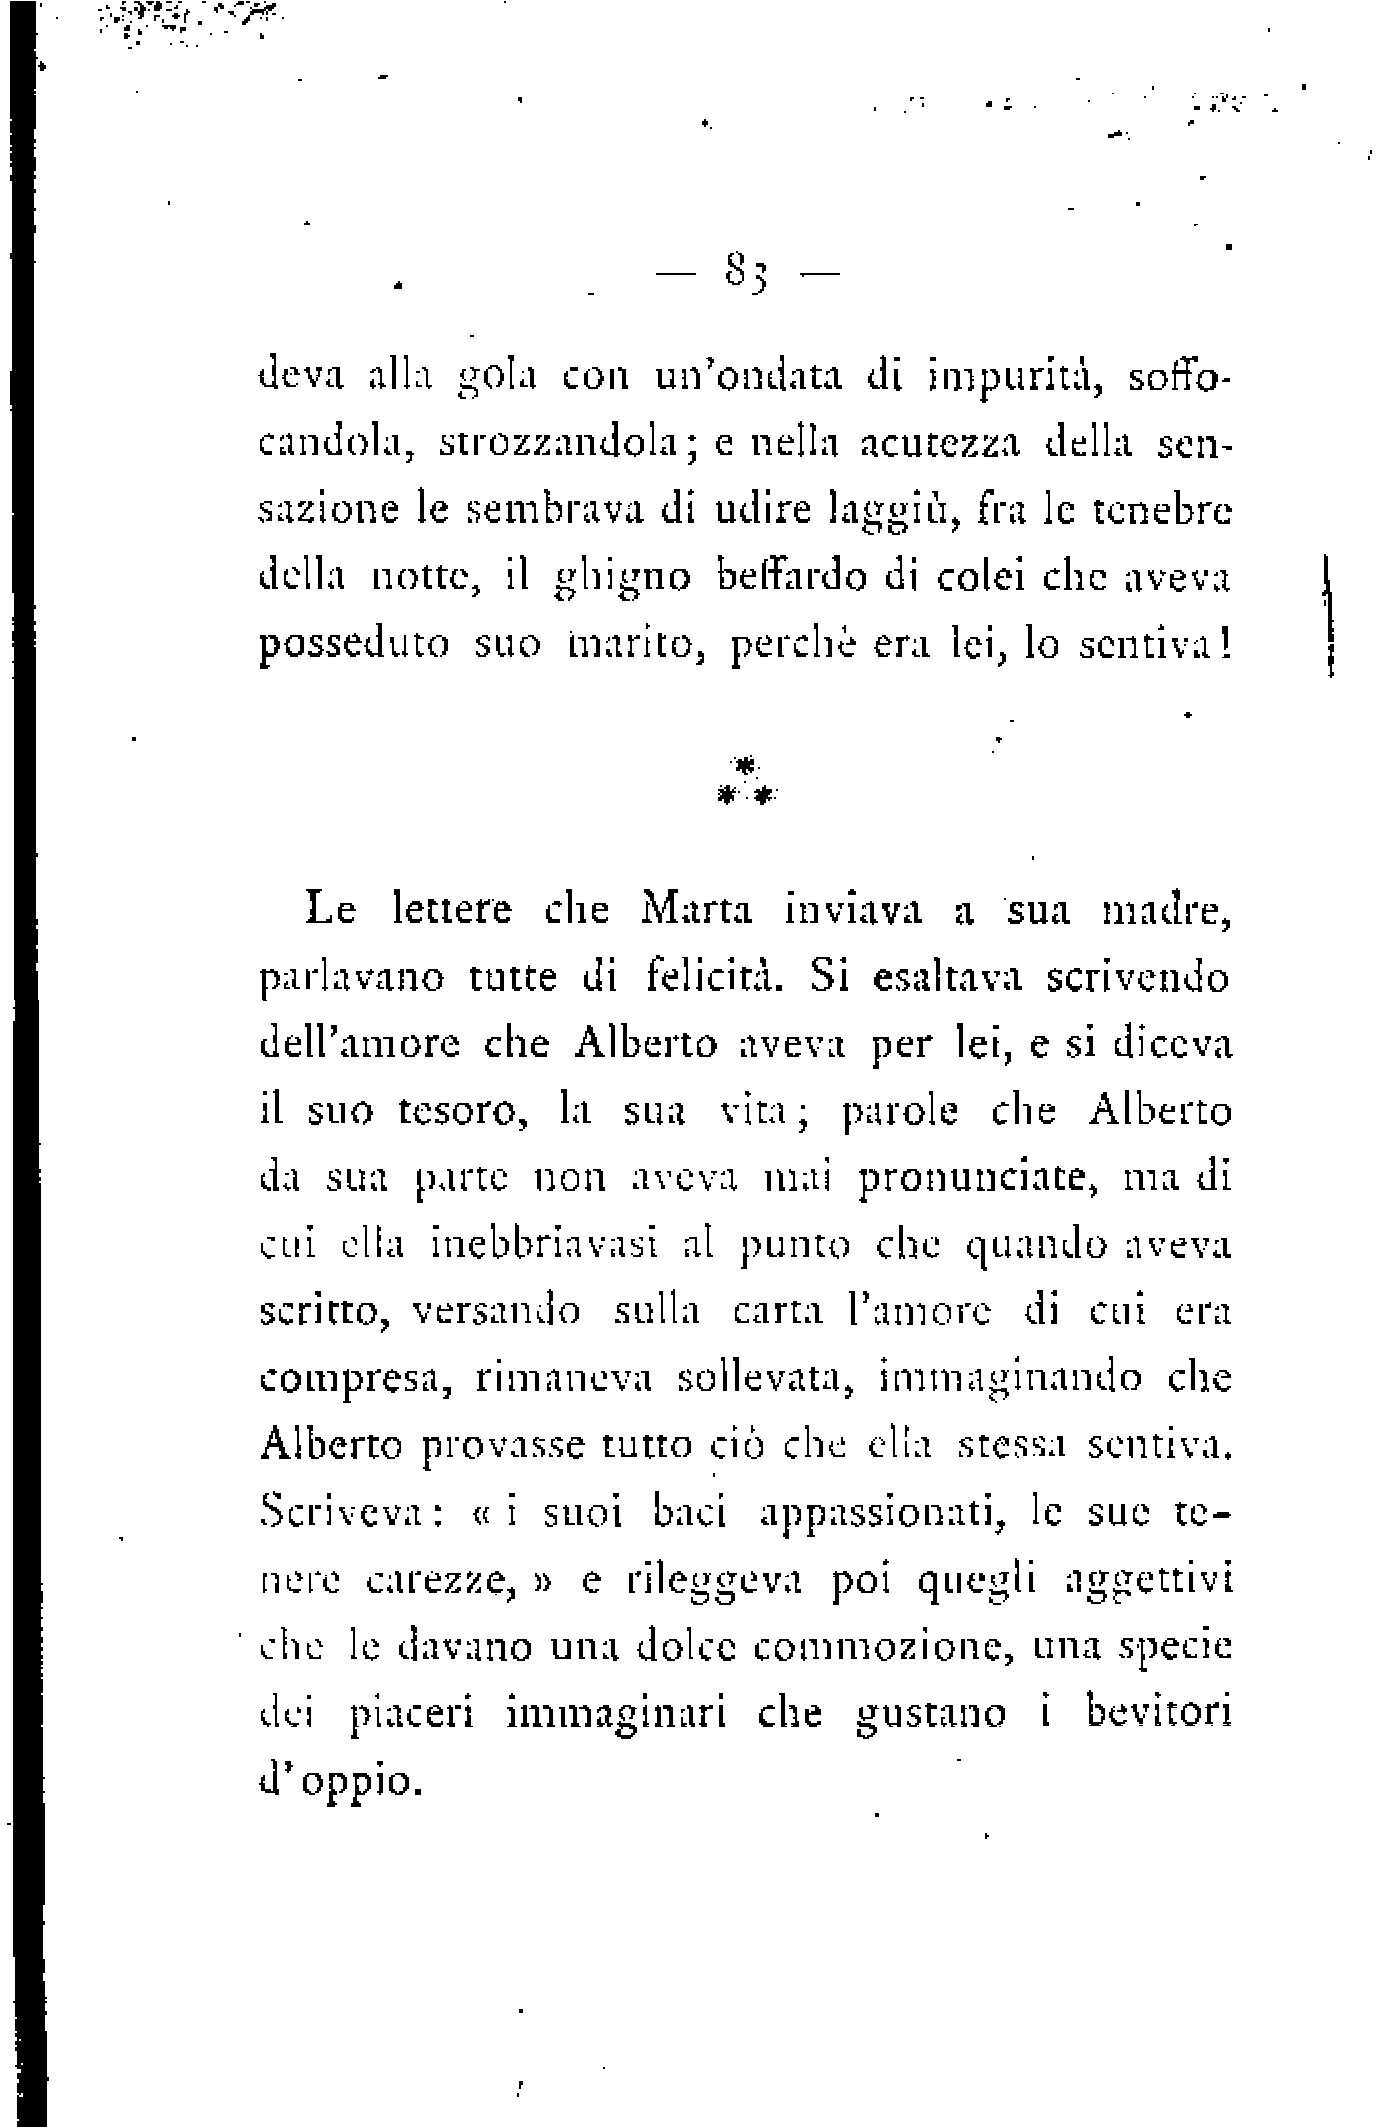 — 83 —
deva alla gola con un'ondata di impurità, soffo-
candola, strozzandola; e nella acutezza della sen-
sazione le sembrava di udire laggiù, fra le tenebre
della notte, il ghigno beffardo di colei che aveva
posseduto suo marito, perchè era lei, lo sentiva!
*
* *
Le lettere che Marta inviava a sua madre,
parlavano tutte di felicità. Si esaltava scrivendo
dell'amore che Alberto aveva per lei, e si diceva
il suo tesoro, la sua vita; parole che Alberto
da sua parte non aveva mai pronunciate, ma di
cui ella inebbriavasi al punto che quando aveva
scritto, versando sulla carta l'amore di cui era
compresa, rimaneva sollevata, immaginando che
Alberto provasse tutto ciò che ella stessa sentiva.
Scriveva: « i suoi baci appassionati, le sue te-
nere carezze, » e rileggeva poi quegli aggettivi
che le davano una dolce commozione, una specie
dei piaceri immaginari che gustano i bevitori
d'oppio.